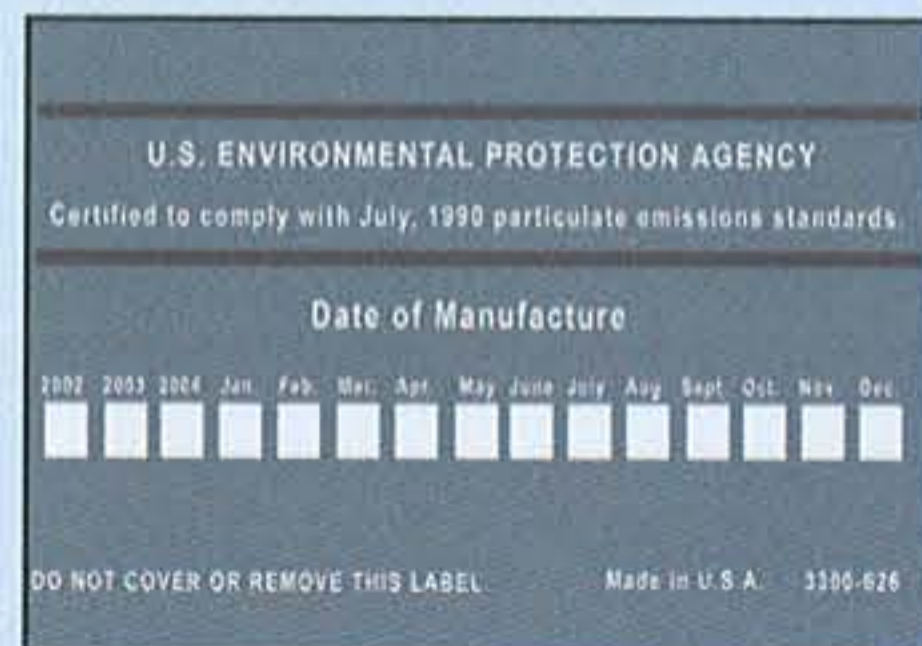 U.S. ENVIRONMENTAL PROTECTION AGENCY
Certified to comply with July, 1990 particulate emissions standards.
Date of Manufacture
2002 2003 2004 Jan. Feb. Mar. Apr. May June July Aug Sept Oct. Nov. Dec.
DO NOT COVER OR REMOVE THIS LABEL Made in U.S.A. 3300-626